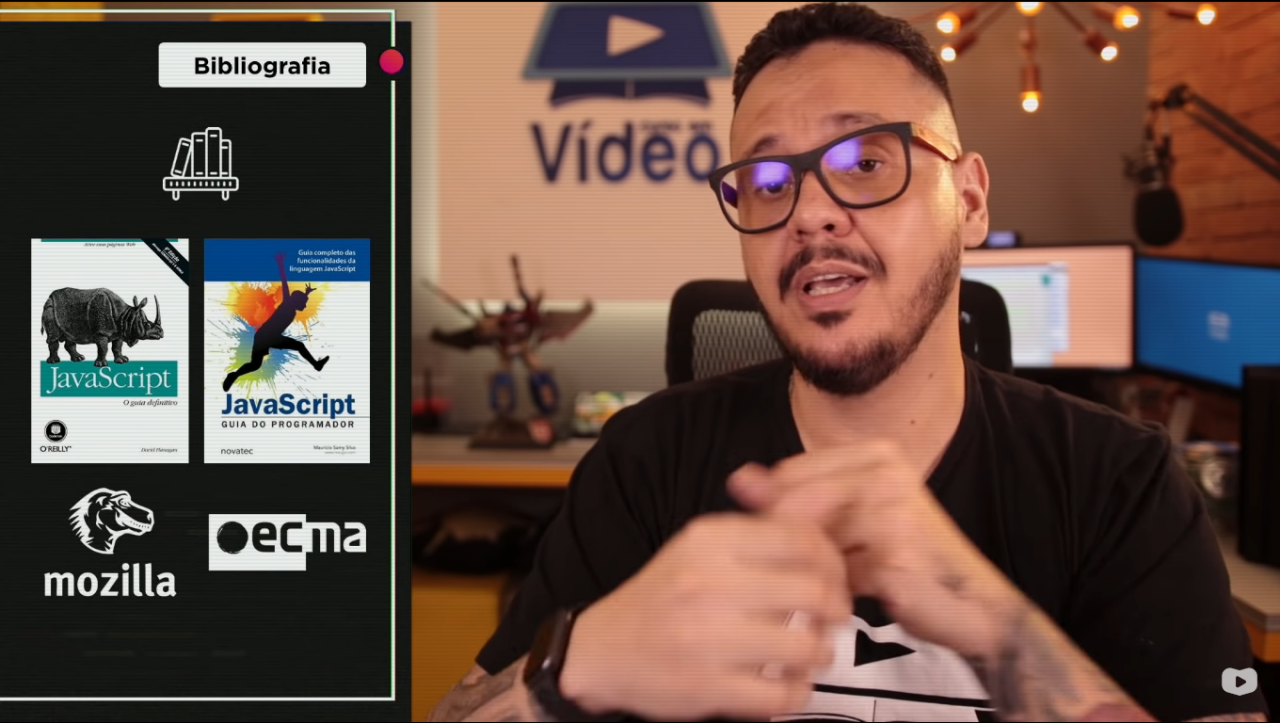 Bibliografia
JavaScript
O guia definitivo
O'REILLY®
David Flanagan
Guia completo das
funcionalidades da
linguagem JavaScript
JavaScript
GUIA DO PROGRAMADOR
novatec
Maurício Samy Silva
mozilla
ecma
Vídeo